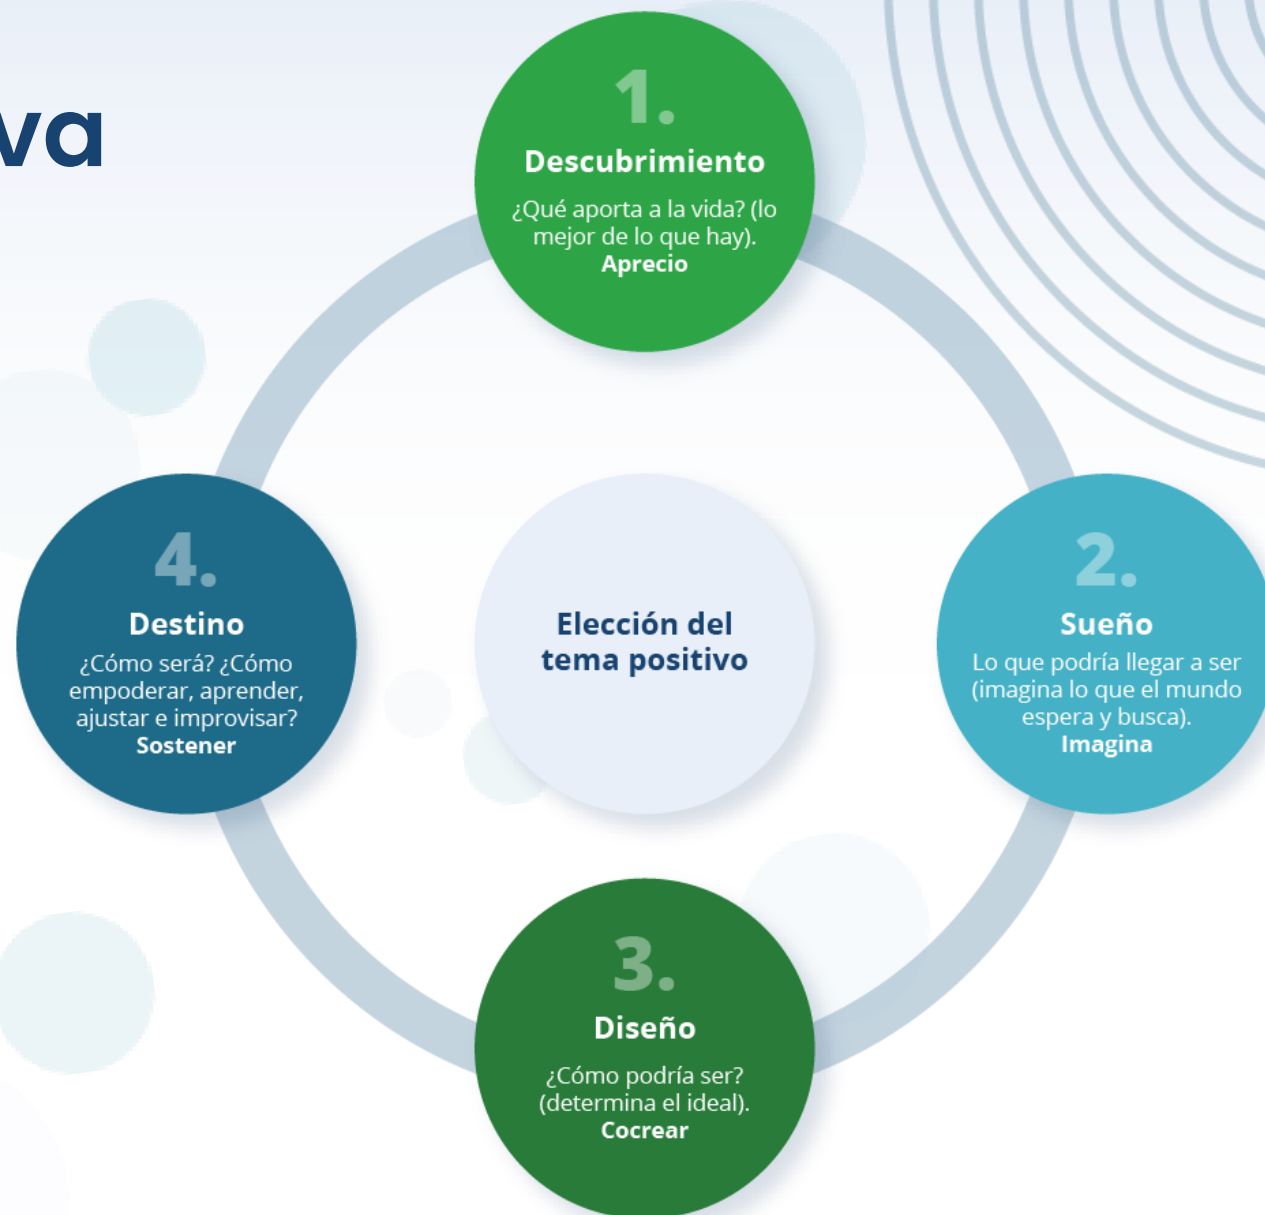 va
1.
Descubrimiento
¿Qué aporta a la vida? (lo
mejor de lo que hay).
Aprecio
2.
Sueño
Lo que podría llegar a ser
(imagina lo que el mundo
espera y busca).
Imagina
3.
Diseño
¿Cómo podría ser?
(determina el ideal).
Cocrear
4.
Destino
¿Cómo será? ¿Cómo
empoderar, aprender,
ajustar e improvisar?
Sostener
Elección del
tema positivo